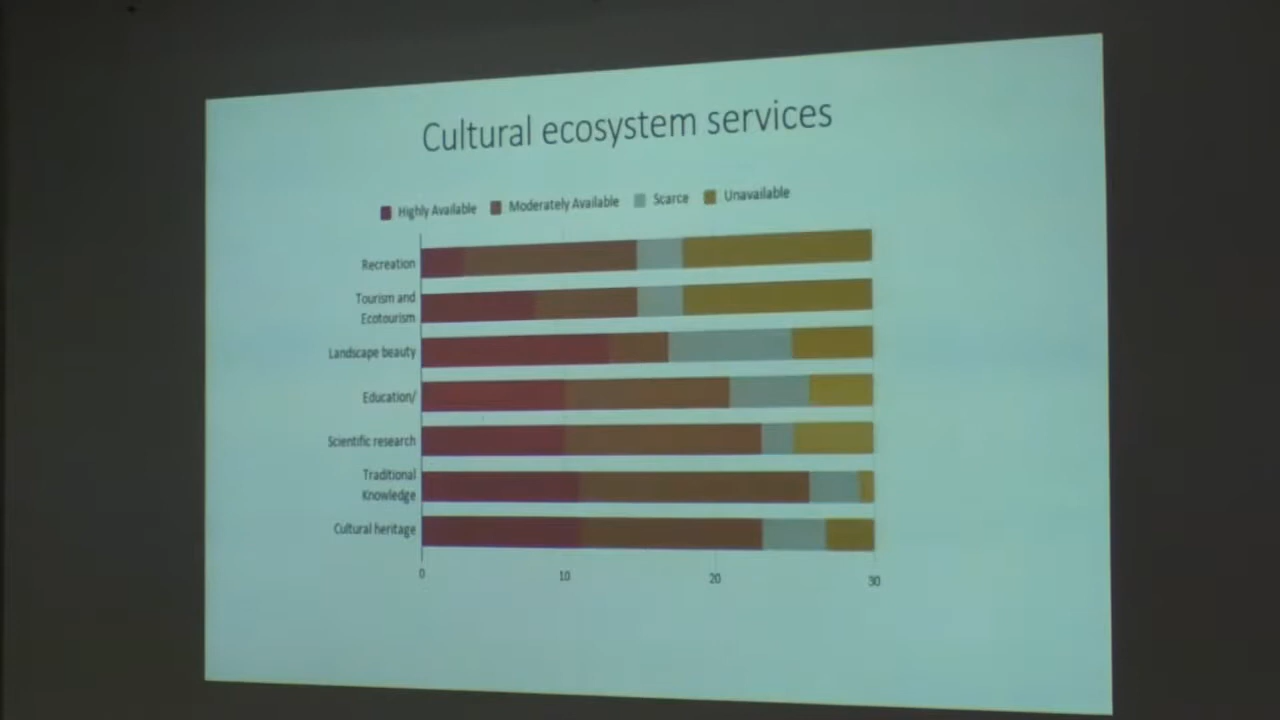 Cultural ecosystem services
Highly Available Moderately Available Scarce Unavailable
Recreation
Tourism and
Ecotourism
Landscape beauty
Education/
Scientific research
Traditional
Knowledge
Cultural heritage
0 10 20 30